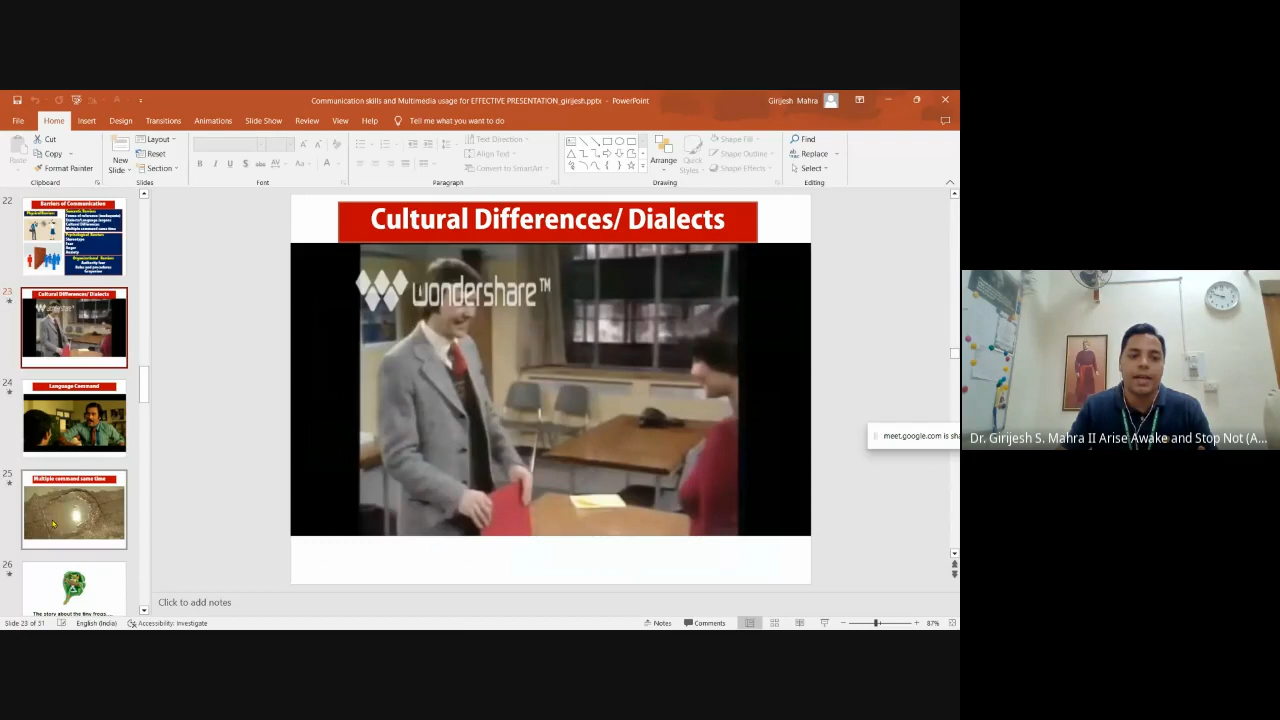 Communication skills and Multimedia usage for EFFECTIVE PRESENTATION_girijesh.pptx - PowerPoint
Girijesh Mahra
File Home Insert Design Transitions Animations Slide Show Review View Help Tell me what you want to do
Paste
Cut
Copy
Format Painter
Clipboard
New
Slide
Layout
Reset
Section
Slides
Font
Text Direction
Align Text
Convert to SmartArt
Paragraph
Arrange
Quick
Styles
Shape Fill
Shape Outline
Shape Effects
Drawing
Find
Replace
Select
Editing
22
Barriers of Communication
23
Cultural Differences/ Dialects
24
Language Command
25
Multiple command same time
26
The story about the tiny frogs....
Cultural Differences/ Dialects
wondershare™
meet.google.com is sha
Click to add notes
Slide 23 of 51 English (India) Accessibility: Investigate Notes Comments 87%
Dr. Girijesh S. Mahra II Arise Awake and Stop Not (A...